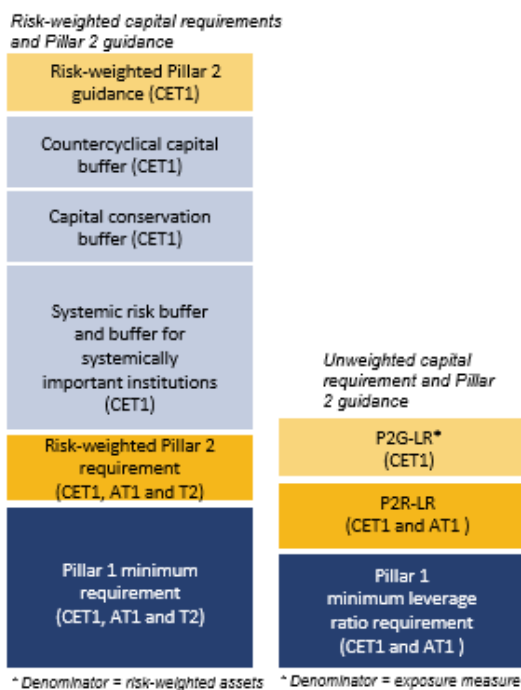 Risk-weighted capital requirements
and Pillar 2 guidance
Risk-weighted Pillar 2
guidance (CET1)
Countercyclical capital
buffer (CET1)
Capital conservation
buffer (CET1)
Systemic risk buffer
and buffer for
systemically
important institutions
(CET1)
Risk-weighted Pillar 2
requirement
(CET1, AT1 and T2)
Pillar 1 minimum
requirement
(CET1, AT1 and T2)
* Denominator = risk-weighted assets
Unweighted capital
requirement and Pillar
2 guidance
P2G-LR*
(CET1)
P2R-LR
(CET1 and AT1 )
Pillar 1
minimum leverage
ratio requirement
(CET1 and AT1 )
* Denominator = exposure measure